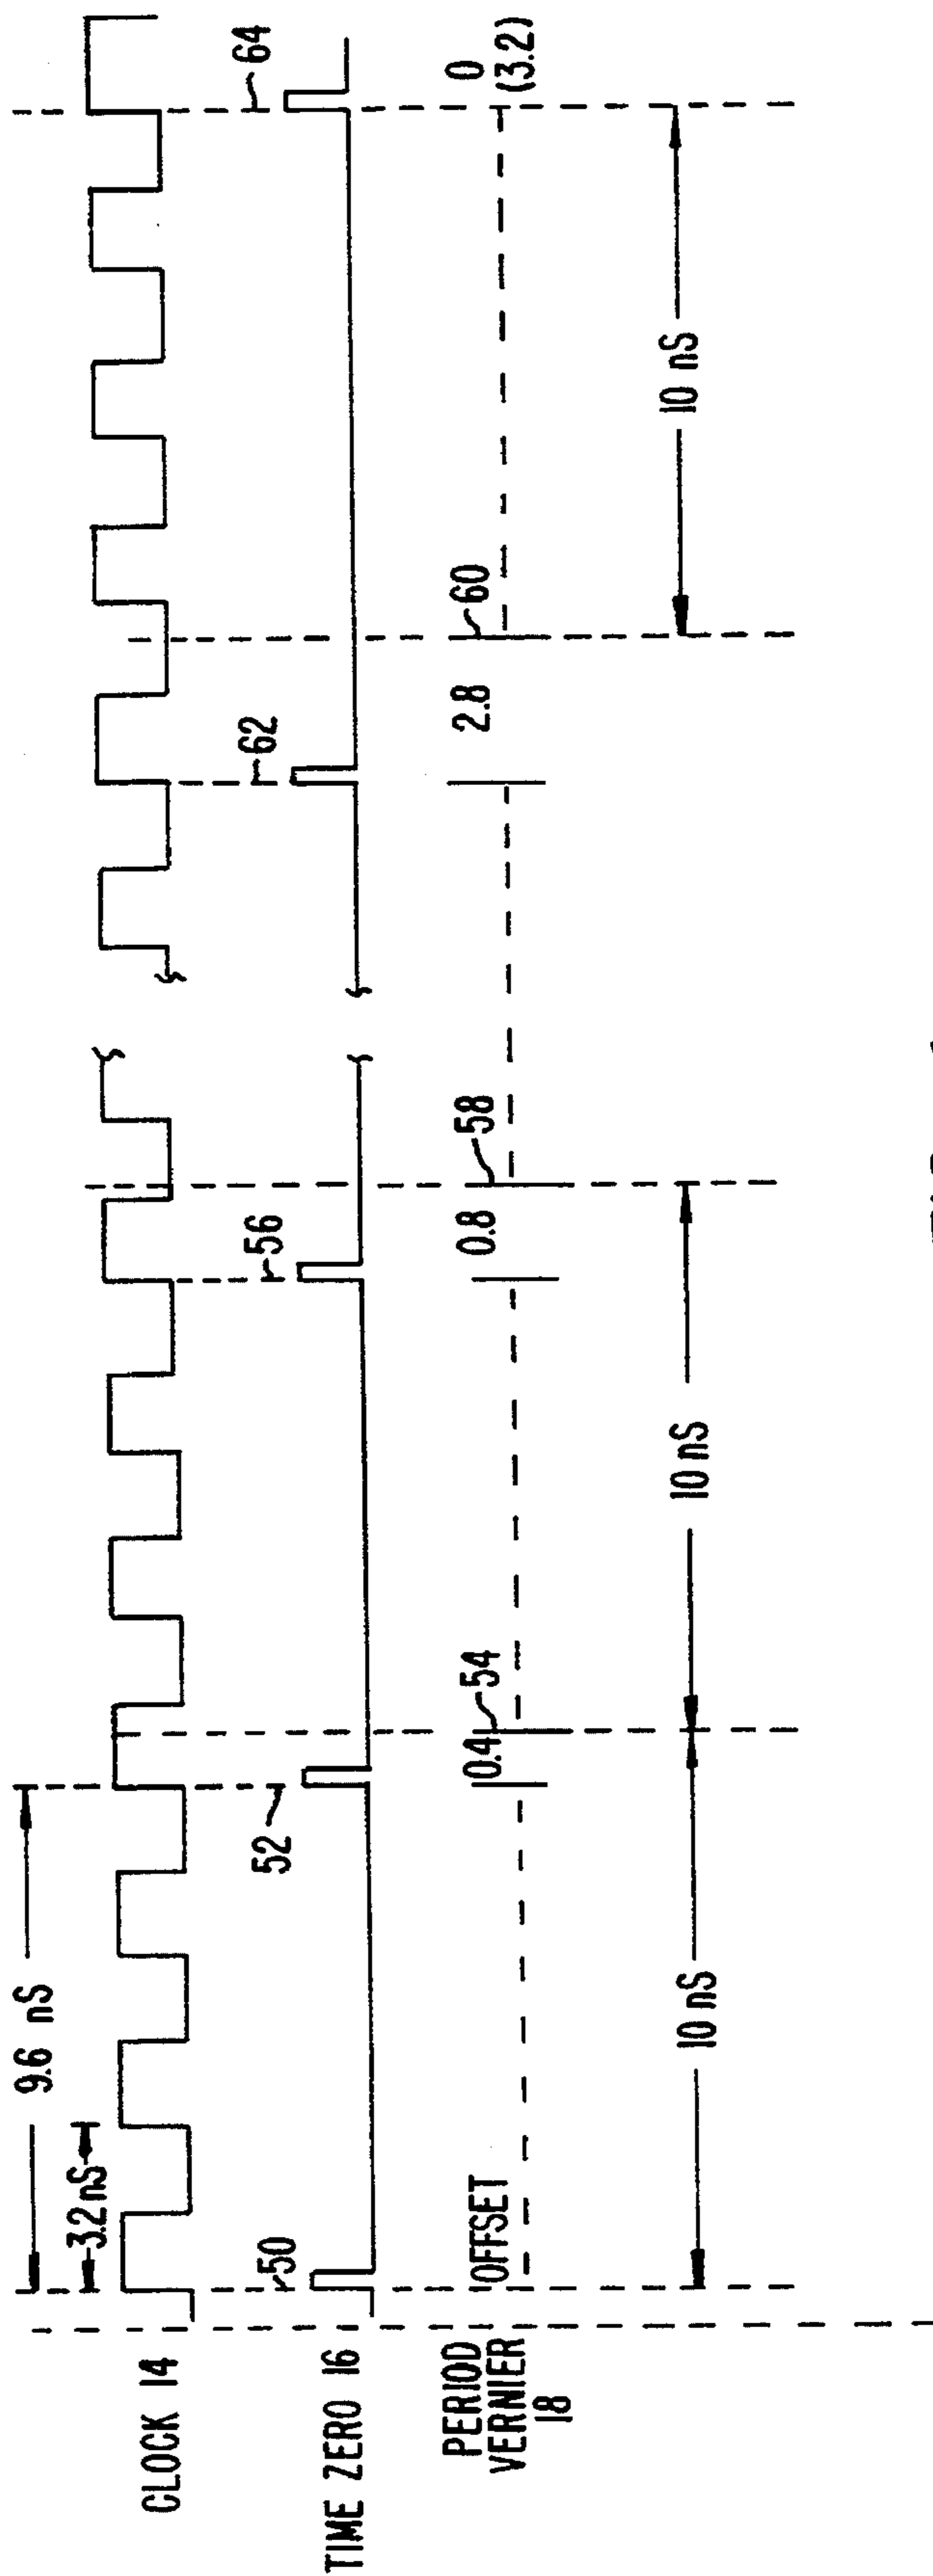 9.6 nS
3.2 nS
CLOCK 14
50
52
56
62
64
TIME ZERO 16
OFFSET
0.4
54
0.8
58
2.8
60
0
(3.2)
PERIOD
VERNIER
18
10 nS
10 nS
10 nS